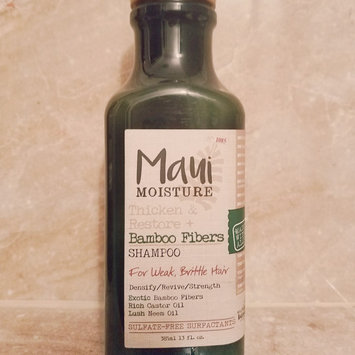 Maui
MOISTURE
Thicken &
Restore +
Bamboo Fibers
SHAMPOO
For Weak, Brittle Hair
Densify/Revive/Strength
Exotic Bamboo Fibers
Rich Castor Oil
Lush Neem Oil
SULFATE-FREE SURFACTANTS
385ml 13 fl. oz.